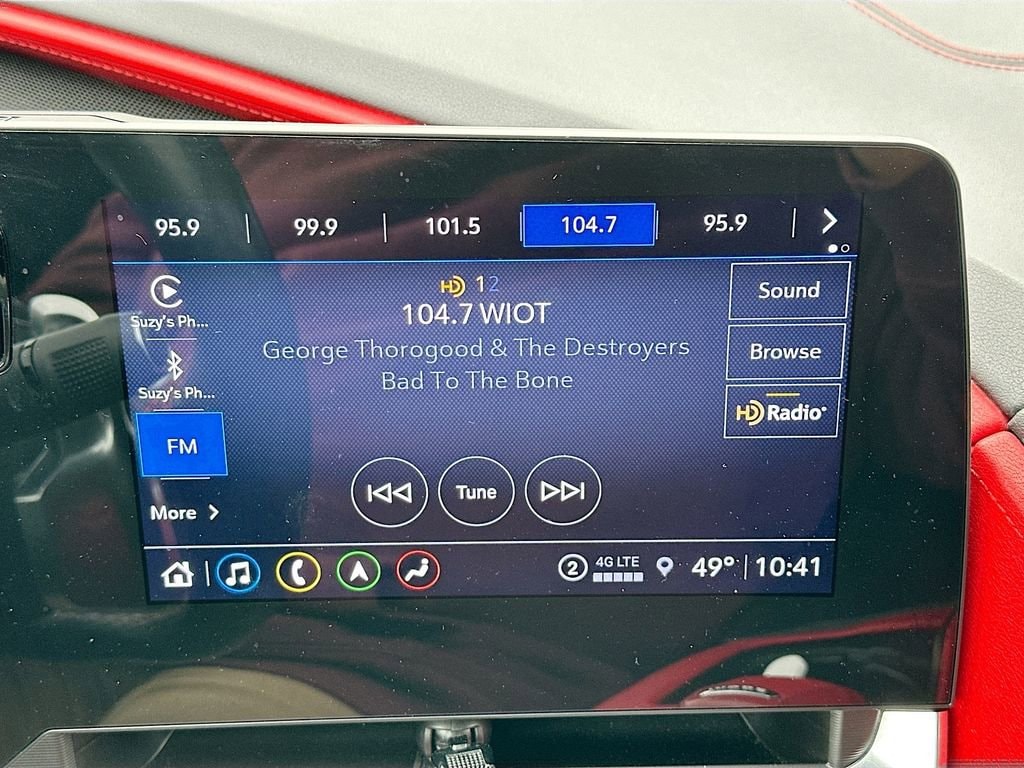 95.9 | 99.9 | 101.5 | 104.7 | 95.9
HD 12
104.7 WIOT
George Thorogood & The Destroyers
Bad To The Bone
Suzy's Ph...
Suzy's Ph...
FM
More
Sound
Browse
HD Radio
Tune
2 4G LTE 49° 10:41